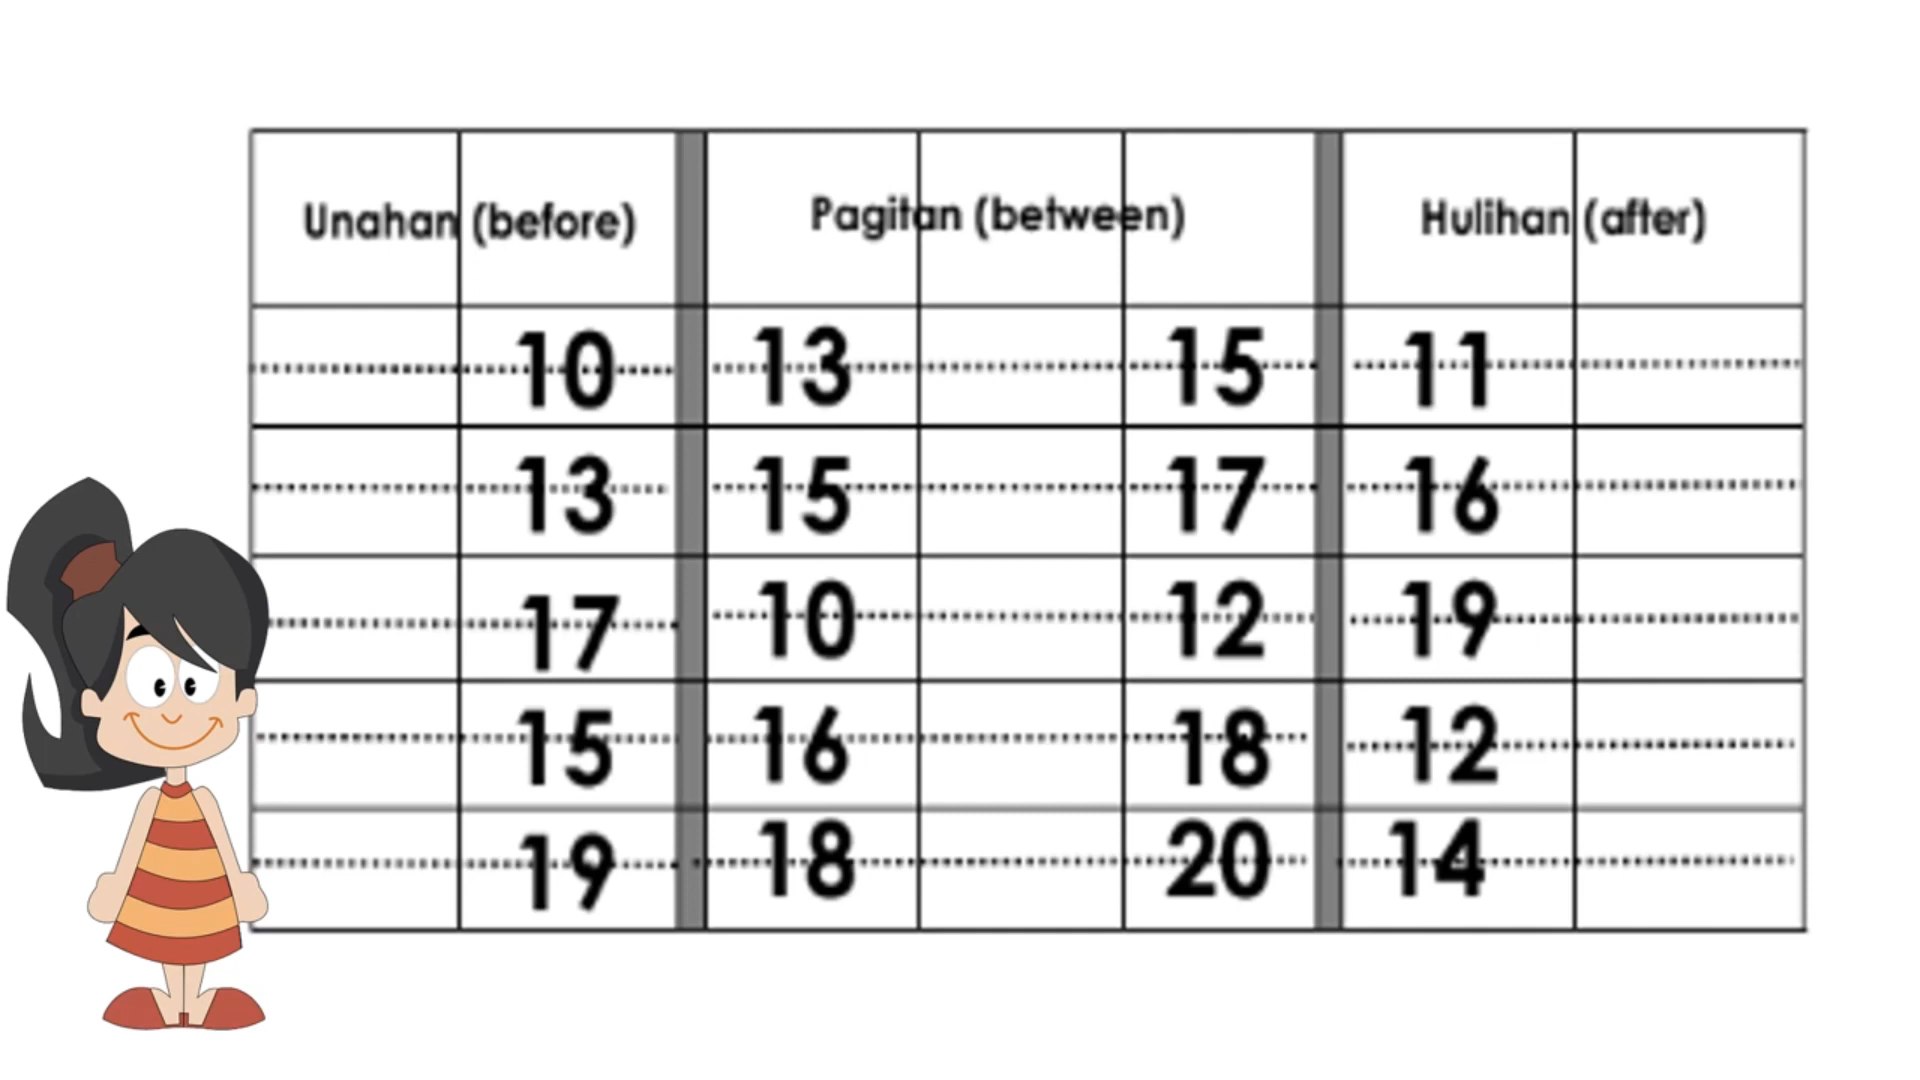 Unahan (before) Pagitan (between) Hulihan (after)
10 13 15 11
13 15 17 16
17 10 12 19
15 16 18 12
19 18 20 14